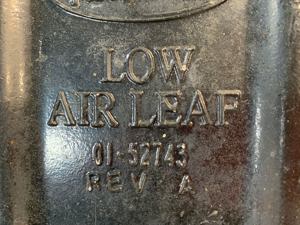 LOW
AIR LEAF
01-52743
REV A